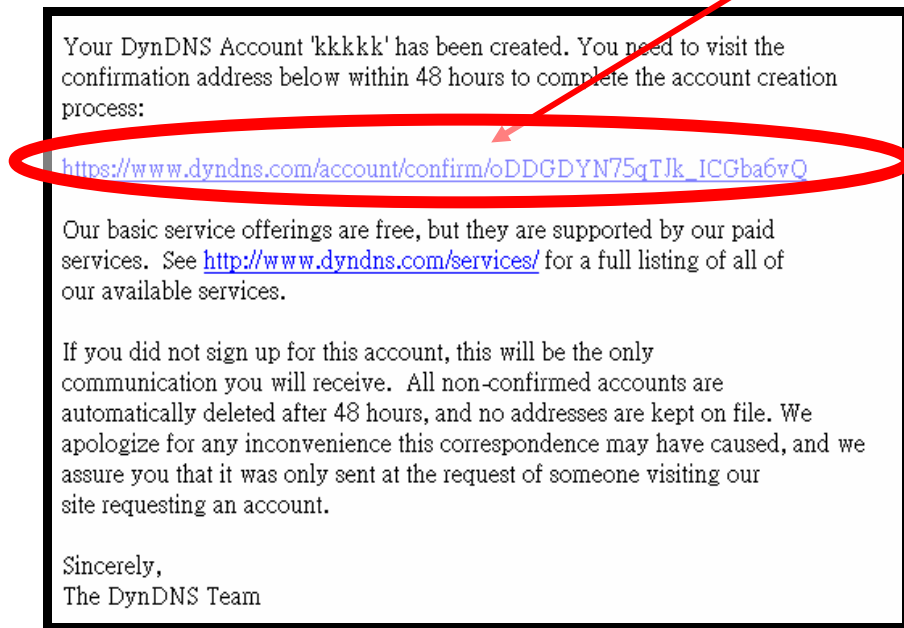 Your DynDNS Account 'kkkkk' has been created. You need to visit the
confirmation address below within 48 hours to complete the account creation
process:
https://www.dyndns.com/account/confirm/oDDGDYN75qTJk_ICGba6vQ
Our basic service offerings are free, but they are supported by our paid
services. See http://www.dyndns.com/services/ for a full listing of all of
our available services.
If you did not sign up for this account, this will be the only
communication you will receive. All non-confirmed accounts are
automatically deleted after 48 hours, and no addresses are kept on file. We
apologize for any inconvenience this correspondence may have caused, and we
assure you that it was only sent at the request of someone visiting our
site requesting an account.
Sincerely,
The DynDNS Team